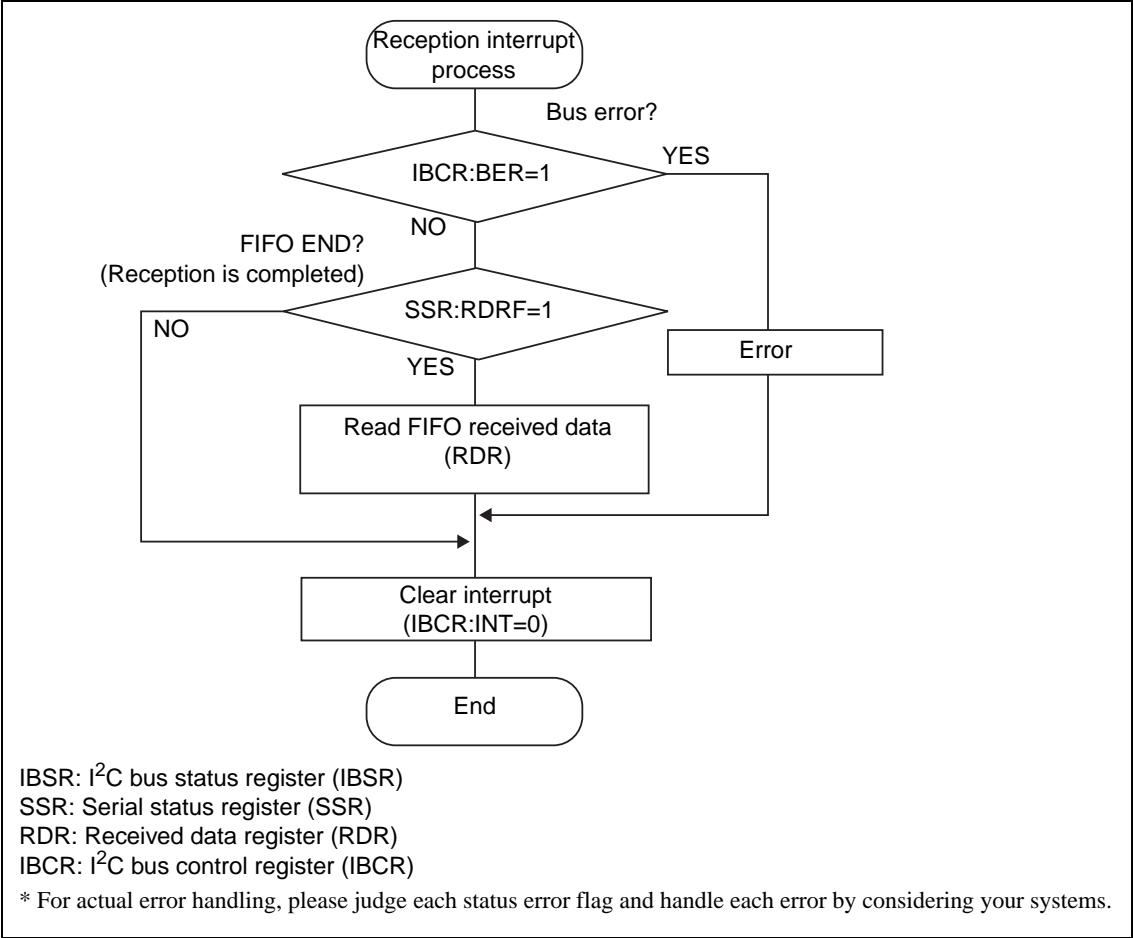 Reception interrupt
process
Bus error?
IBCR:BER=1
YES
NO
FIFO END?
(Reception is completed)
SSR:RDRF=1
NO
YES
Error
Read FIFO received data
(RDR)
Clear interrupt
(IBCR:INT=0)
End
IBSR: I2C bus status register (IBSR)
SSR: Serial status register (SSR)
RDR: Received data register (RDR)
IBCR: I2C bus control register (IBCR)
* For actual error handling, please judge each status error flag and handle each error by considering your systems.